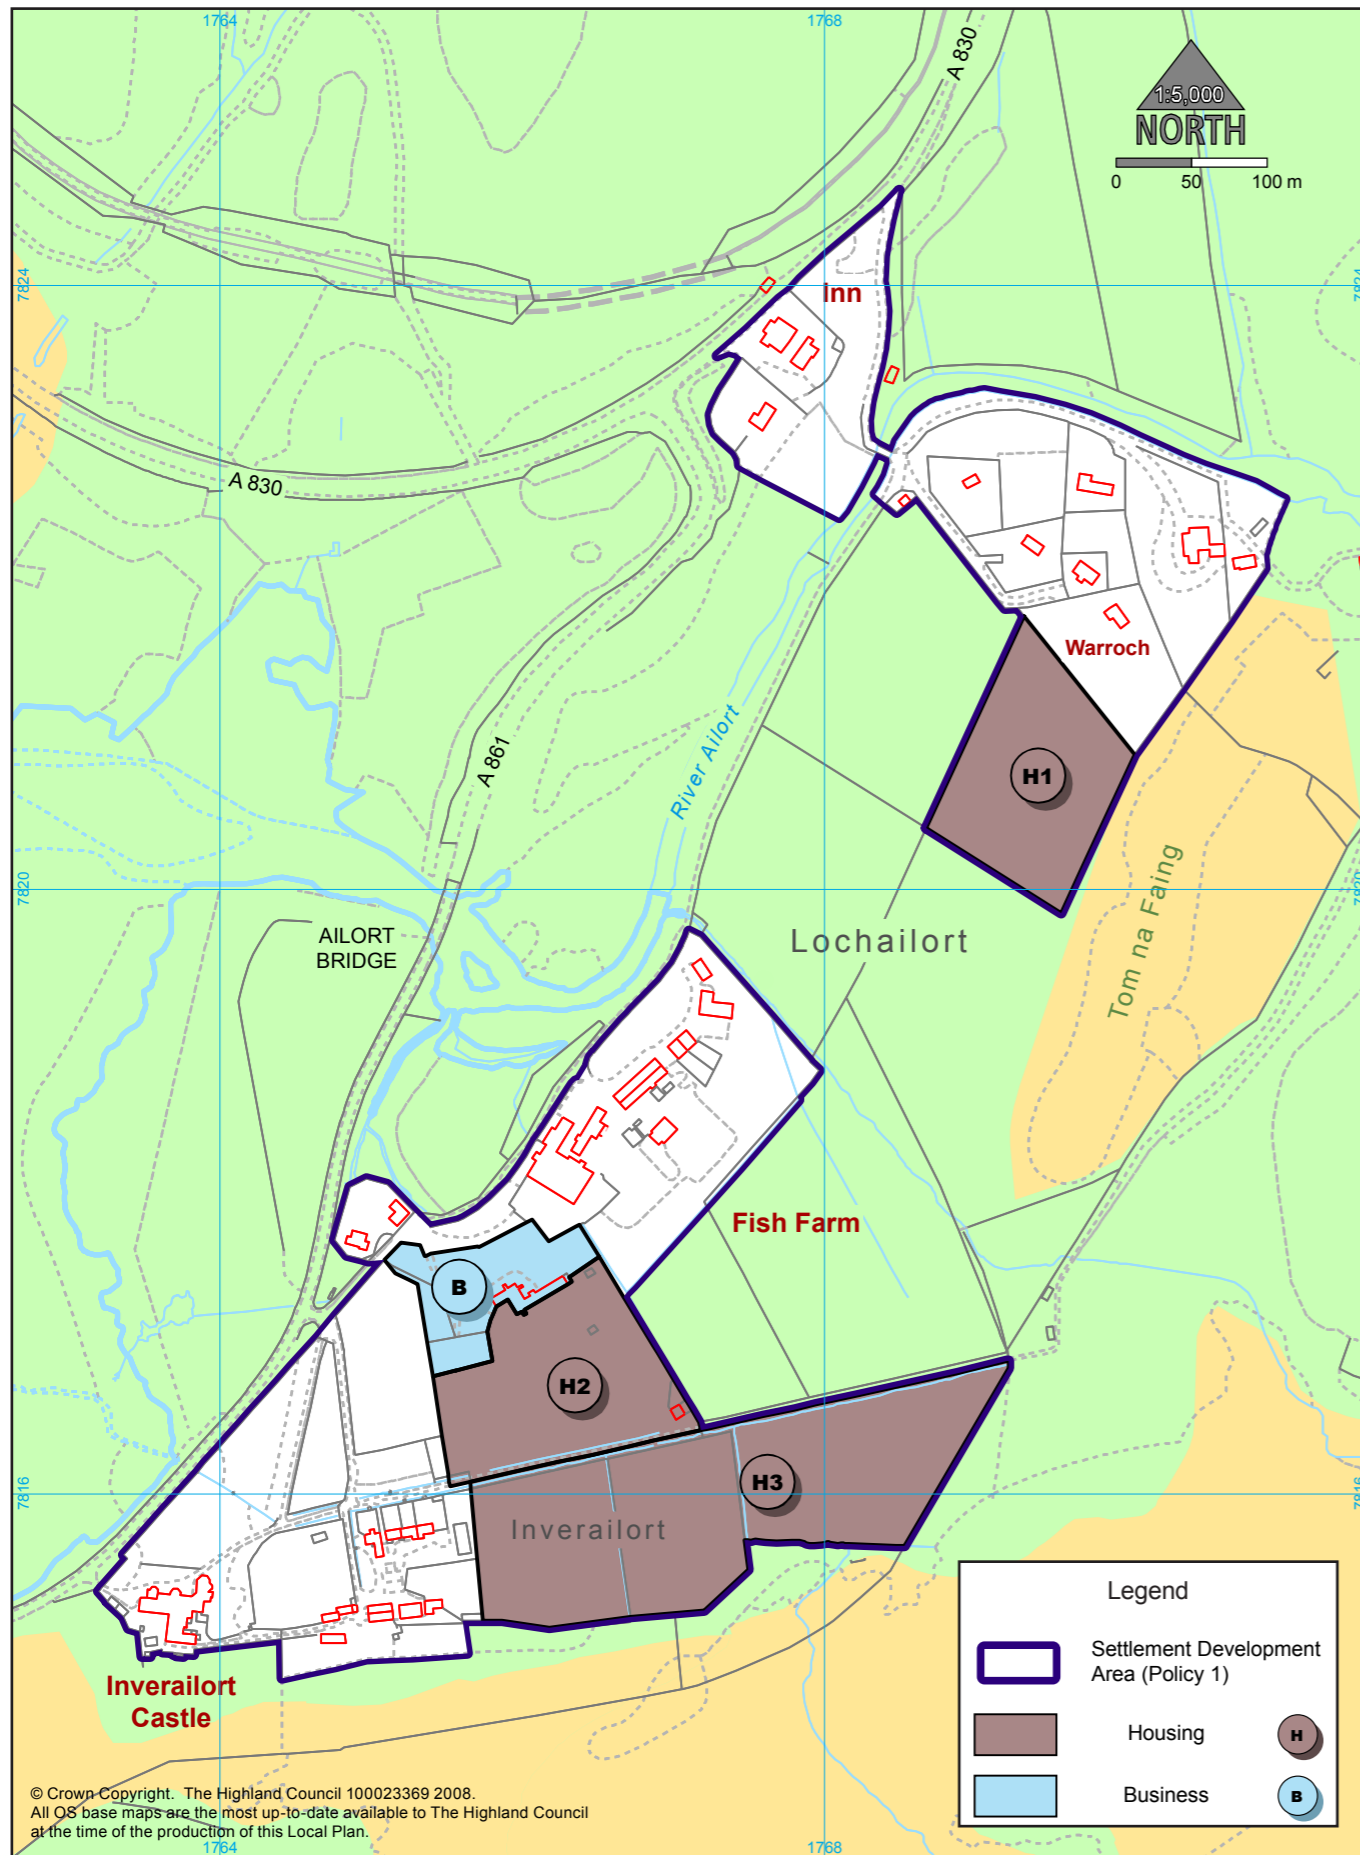 1764
1768
A 830
1:5,000
NORTH
0 50 100 m
7824
7824
Inn
A 830
Warroch
River Ailort
A 861
H1
Tom na Faing
7820
7820
AILORT
BRIDGE
Lochailort
Fish Farm
B
H2
H3
7816
7816
Inverailort
Inverailort
Castle
Legend
Settlement Development
Area (Policy 1)
Housing H
Business B
© Crown Copyright. The Highland Council 100023369 2008.
All OS base maps are the most up-to-date available to The Highland Council
at the time of the production of this Local Plan.
1764
1768